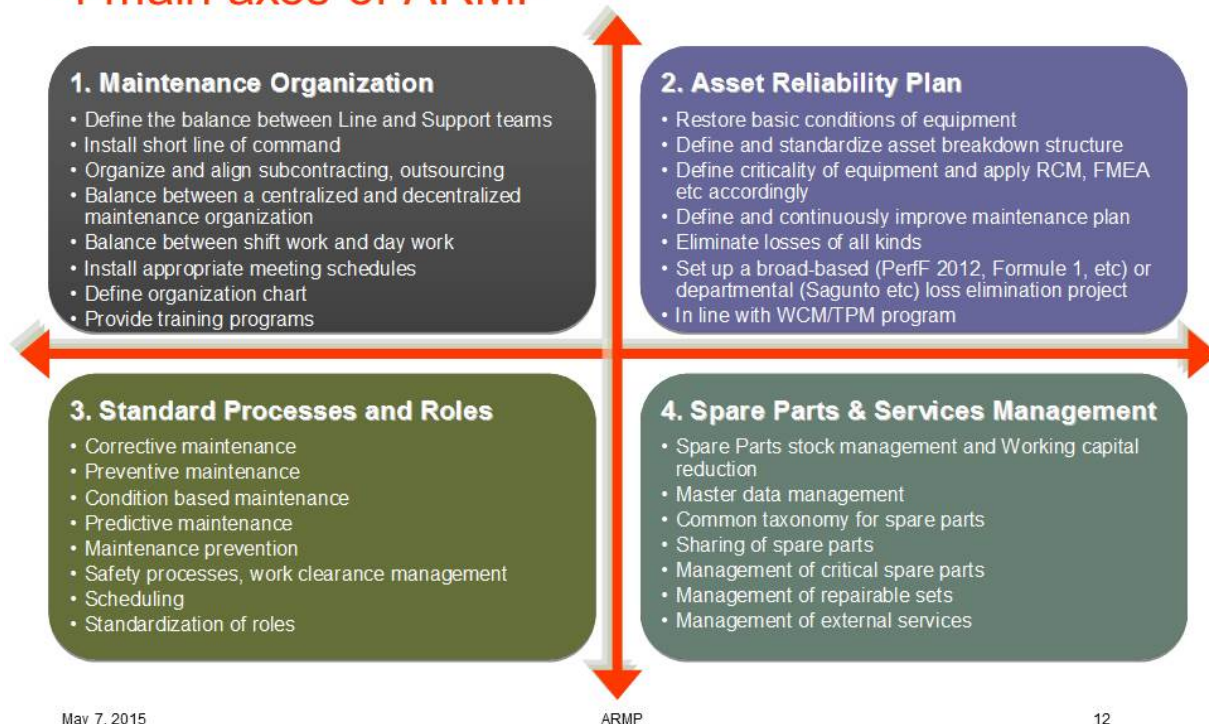 4 main axes of ARMP
1. Maintenance Organization
• Define the balance between Line and Support teams
• Install short line of command
• Organize and align subcontracting, outsourcing
• Balance between a centralized and decentralized
maintenance organization
• Balance between shift work and day work
• Install appropriate meeting schedules
• Define organization chart
• Provide training programs
2. Asset Reliability Plan
• Restore basic conditions of equipment
• Define and standardize asset breakdown structure
• Define criticality of equipment and apply RCM, FMEA
etc accordingly
• Define and continuously improve maintenance plan
• Eliminate losses of all kinds
• Set up a broad-based (PerfF 2012, Formule 1, etc) or
departmental (Sagunto etc) loss elimination project
• In line with WCM/TPM program
3. Standard Processes and Roles
• Corrective maintenance
• Preventive maintenance
• Condition based maintenance
• Predictive maintenance
• Maintenance prevention
• Safety processes, work clearance management
• Scheduling
• Standardization of roles
4. Spare Parts & Services Management
• Spare Parts stock management and Working capital
reduction
• Master data management
• Common taxonomy for spare parts
• Sharing of spare parts
• Management of critical spare parts
• Management of repairable sets
• Management of external services
May 7, 2015
ARMP
12